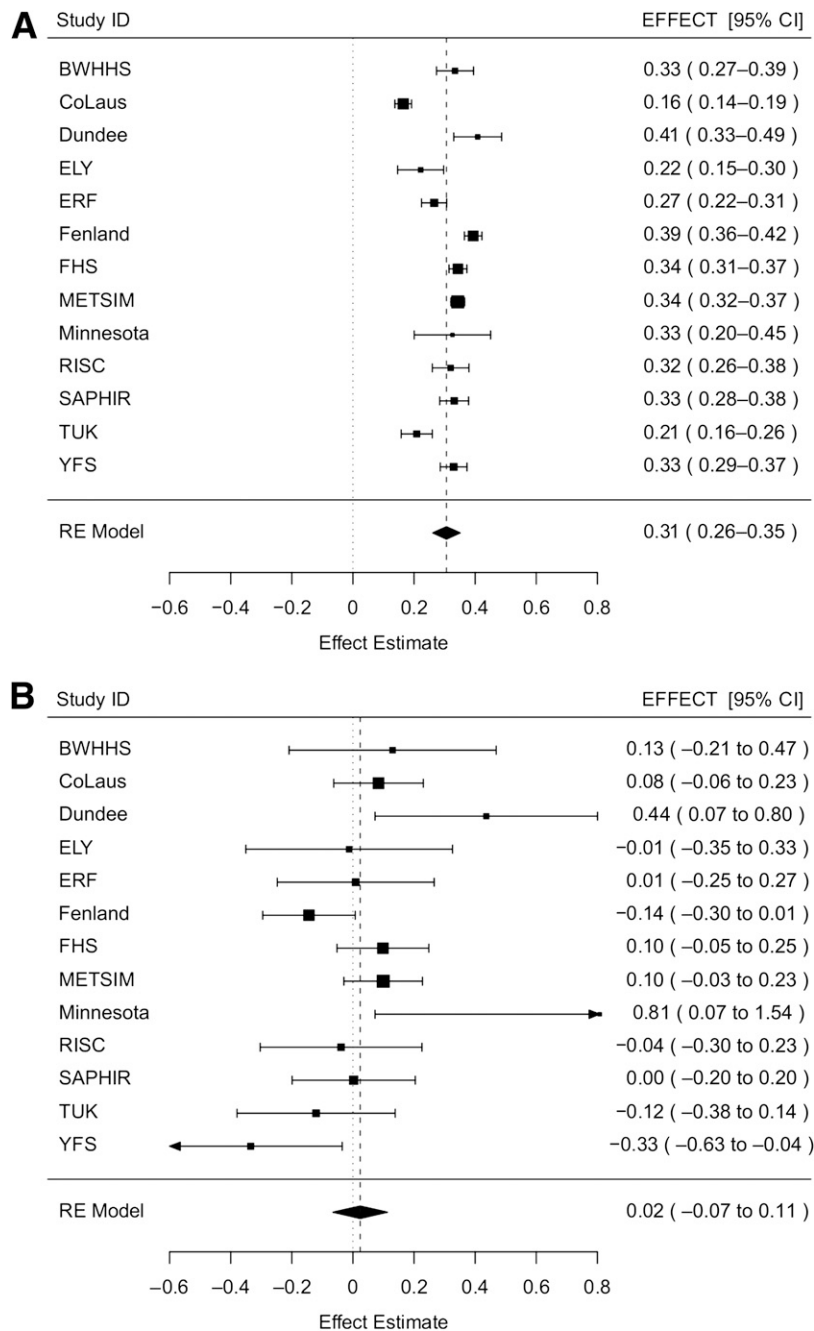 A
Study ID EFFECT [95% CI]
BWHHS 0.33 ( 0.27–0.39 )
CoLaus 0.16 ( 0.14–0.19 )
Dundee 0.41 ( 0.33–0.49 )
ELY 0.22 ( 0.15–0.30 )
ERF 0.27 ( 0.22–0.31 )
Fenland 0.39 ( 0.36–0.42 )
FHS 0.34 ( 0.31–0.37 )
METSIM 0.34 ( 0.32–0.37 )
Minnesota 0.33 ( 0.20–0.45 )
RISC 0.32 ( 0.26–0.38 )
SAPHIR 0.33 ( 0.28–0.38 )
TUK 0.21 ( 0.16–0.26 )
YFS 0.33 ( 0.29–0.37 )
RE Model 0.31 ( 0.26–0.35 )
−0.6 −0.4 −0.2 0 0.2 0.4 0.6 0.8
Effect Estimate
B
Study ID EFFECT [95% CI]
BWHHS 0.13 ( −0.21 to 0.47 )
CoLaus 0.08 ( −0.06 to 0.23 )
Dundee 0.44 ( 0.07 to 0.80 )
ELY −0.01 ( −0.35 to 0.33 )
ERF 0.01 ( −0.25 to 0.27 )
Fenland −0.14 ( −0.30 to 0.01 )
FHS 0.10 ( −0.05 to 0.25 )
METSIM 0.10 ( −0.03 to 0.23 )
Minnesota 0.81 ( 0.07 to 1.54 )
RISC −0.04 ( −0.30 to 0.23 )
SAPHIR 0.00 ( −0.20 to 0.20 )
TUK −0.12 ( −0.38 to 0.14 )
YFS −0.33 ( −0.63 to −0.04 )
RE Model 0.02 ( −0.07 to 0.11 )
−0.6 −0.4 −0.2 0 0.2 0.4 0.6 0.8
Effect Estimate